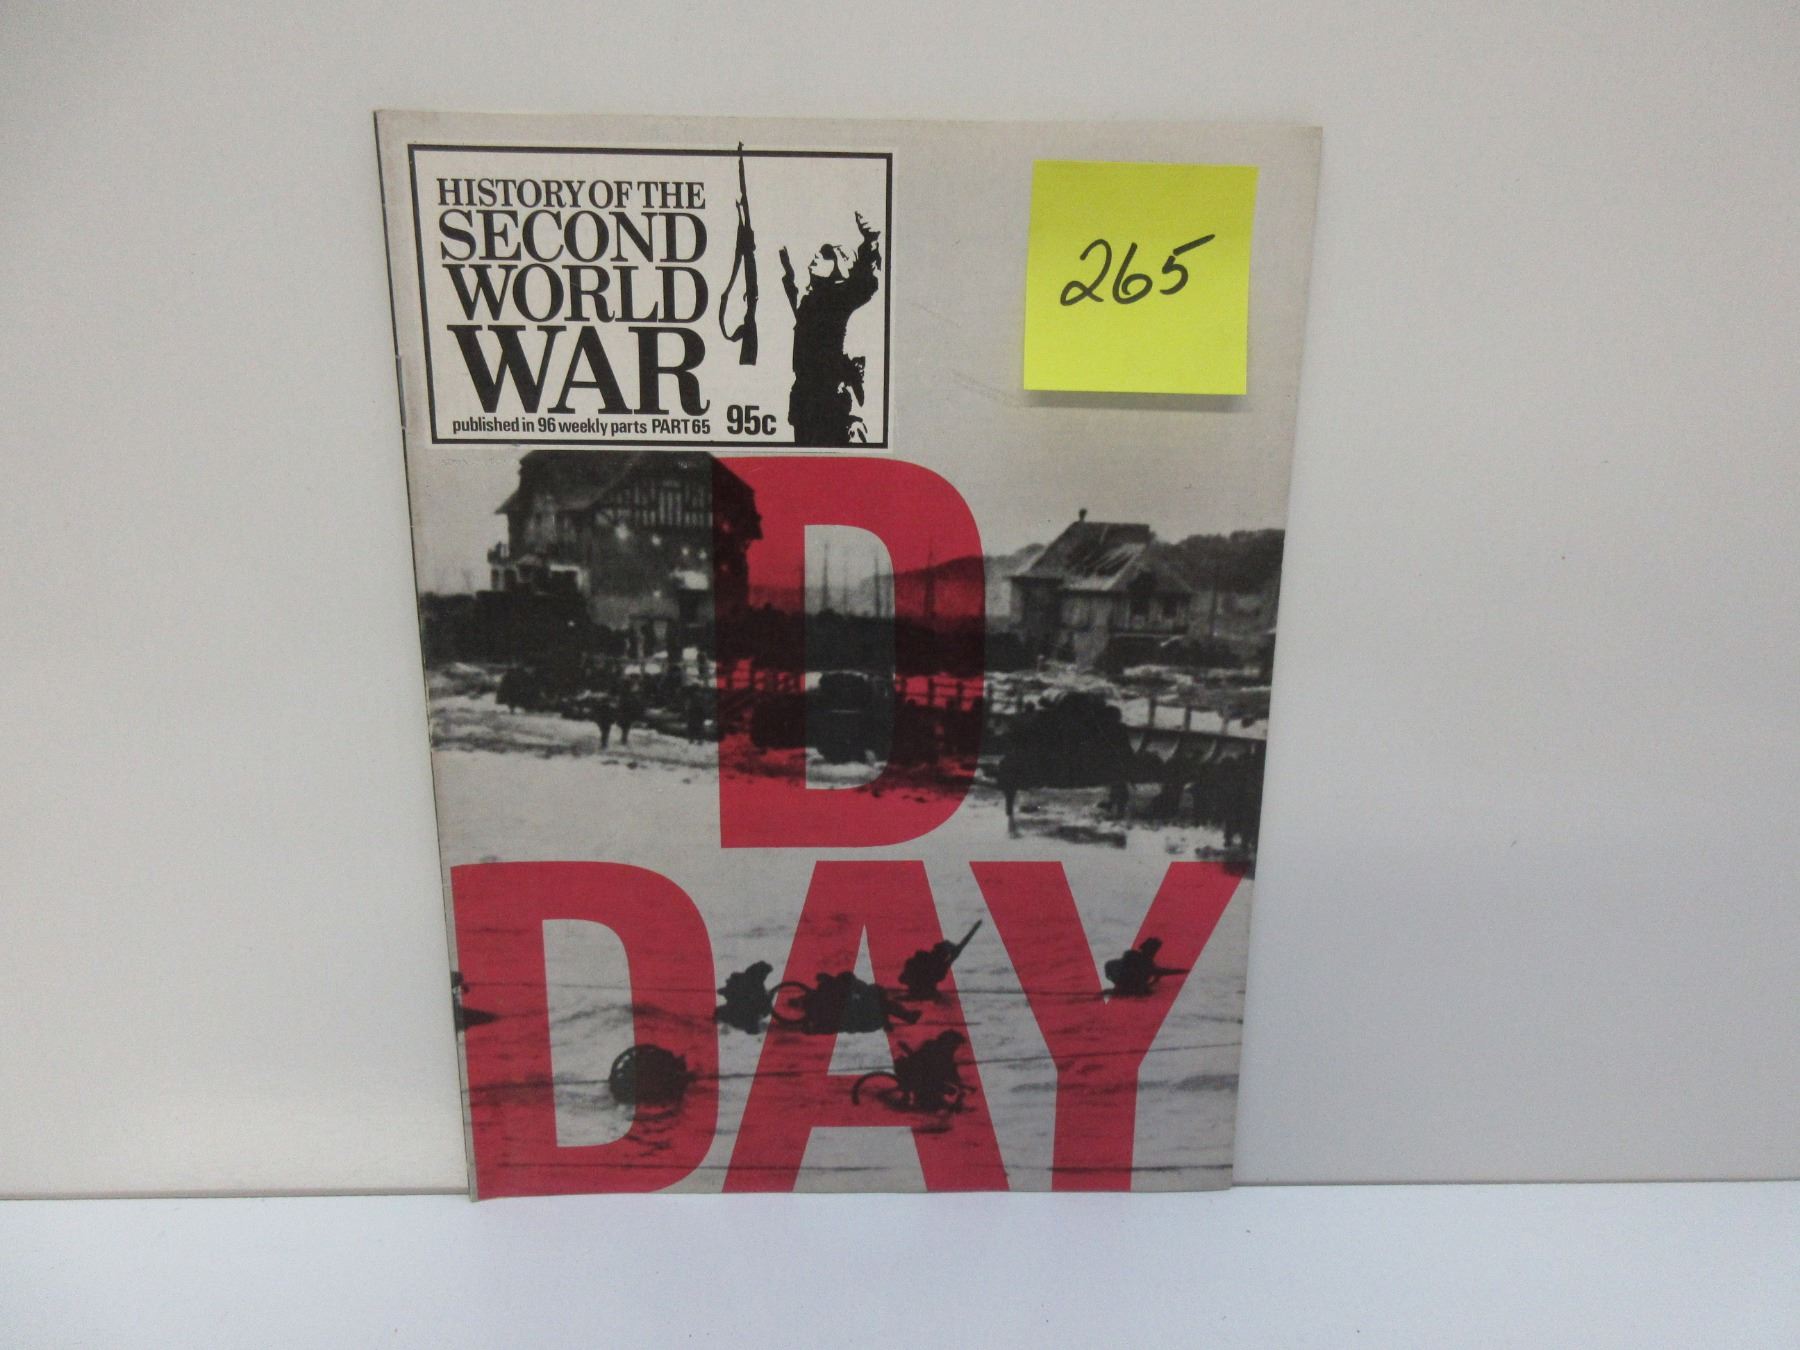 HISTORY OF THE
SECOND
WORLD
WAR
published in 96 weekly parts PART 65 95c
265
D
DAY